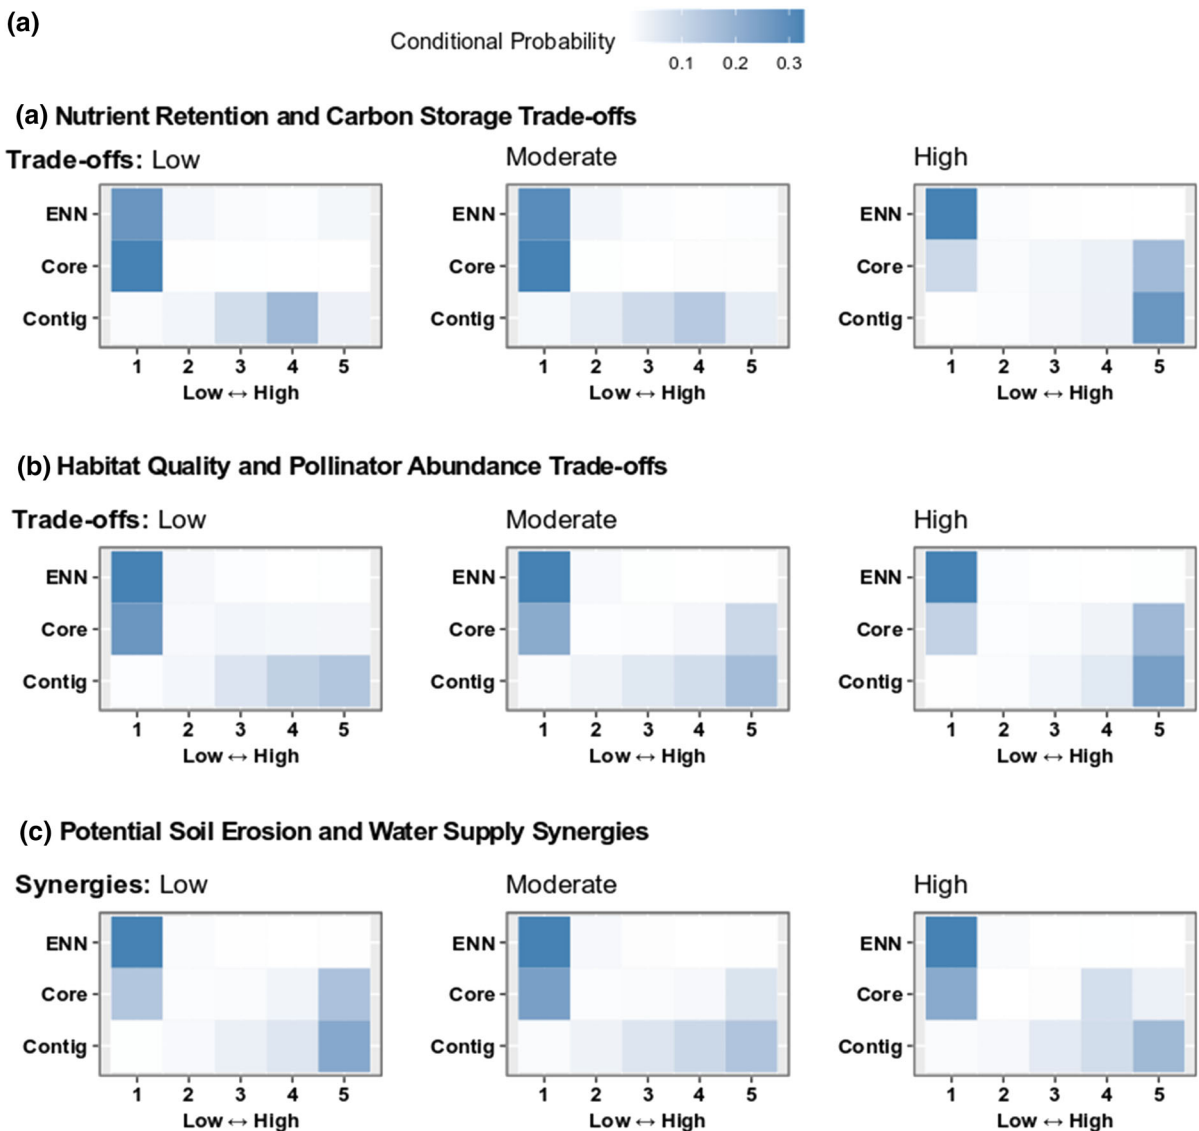 (a)
Conditional Probability
0.1 0.2 0.3
(a) Nutrient Retention and Carbon Storage Trade-offs
Trade-offs: Low Moderate High
ENN ENN ENN
Core Core Core
Contig Contig Contig
1 2 3 4 5 1 2 3 4 5 1 2 3 4 5
Low ↔ High Low ↔ High Low ↔ High
(b) Habitat Quality and Pollinator Abundance Trade-offs
Trade-offs: Low Moderate High
ENN ENN ENN
Core Core Core
Contig Contig Contig
1 2 3 4 5 1 2 3 4 5 1 2 3 4 5
Low ↔ High Low ↔ High Low ↔ High
(c) Potential Soil Erosion and Water Supply Synergies
Synergies: Low Moderate High
ENN ENN ENN
Core Core Core
Contig Contig Contig
1 2 3 4 5 1 2 3 4 5 1 2 3 4 5
Low ↔ High Low ↔ High Low ↔ High